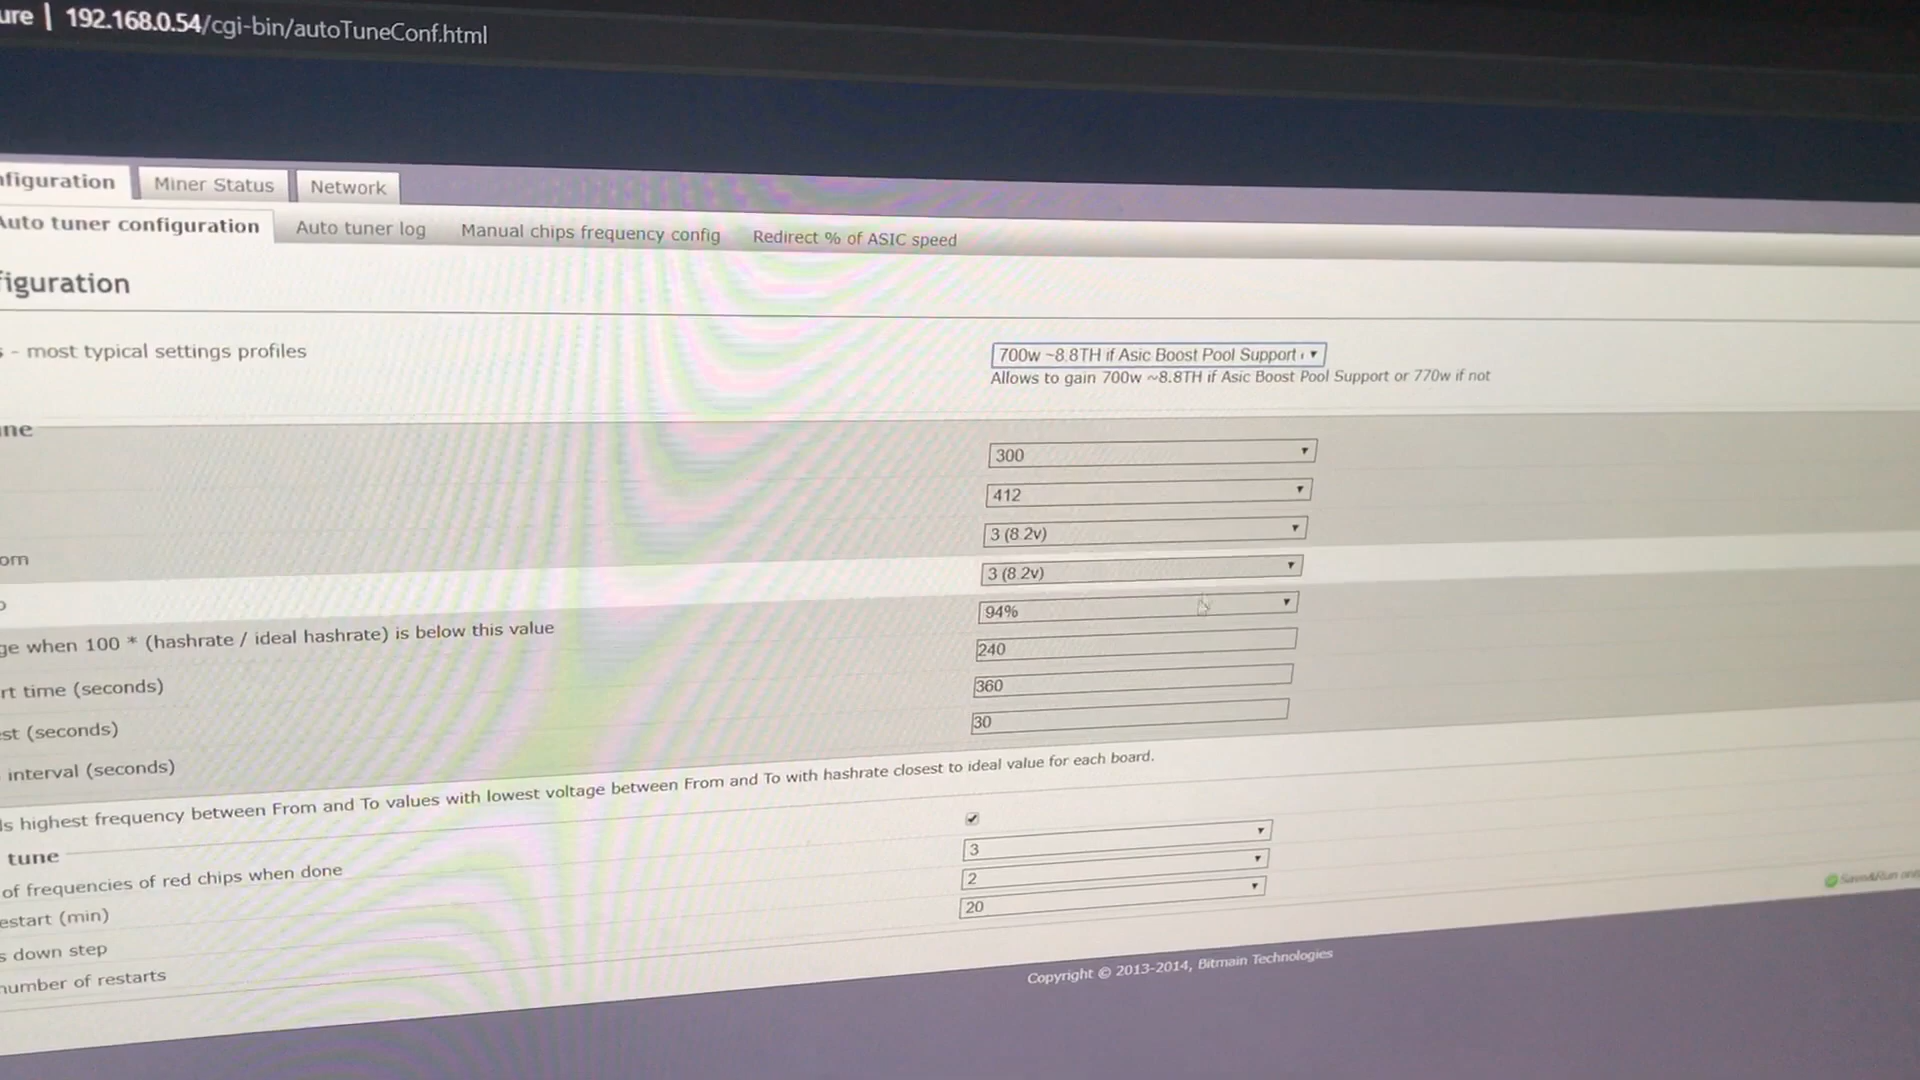 ure | 192.168.0.54/cgi-bin/autoTuneConf.html
nfiguration Miner Status Network
Auto tuner configuration Auto tuner log Manual chips frequency config Redirect % of ASIC speed
figuration
s - most typical settings profiles 700w ~8.8TH if Asic Boost Pool Support
Allows to gain 700w ~8.8TH if Asic Boost Pool Support or 770w if not
ne
300
412
3 (8.2v)
om
3 (8.2v)
94%
ge when 100 * (hashrate / ideal hashrate) is below this value
240
rt time (seconds)
360
st (seconds)
30
interval (seconds)
ls highest frequency between From and To values with lowest voltage between From and To with hashrate closest to ideal value for each board.
tune
of frequencies of red chips when done
3
estart (min)
2
s down step
20
number of restarts
Save&Run
Copyright © 2013-2014, Bitmain Technologies